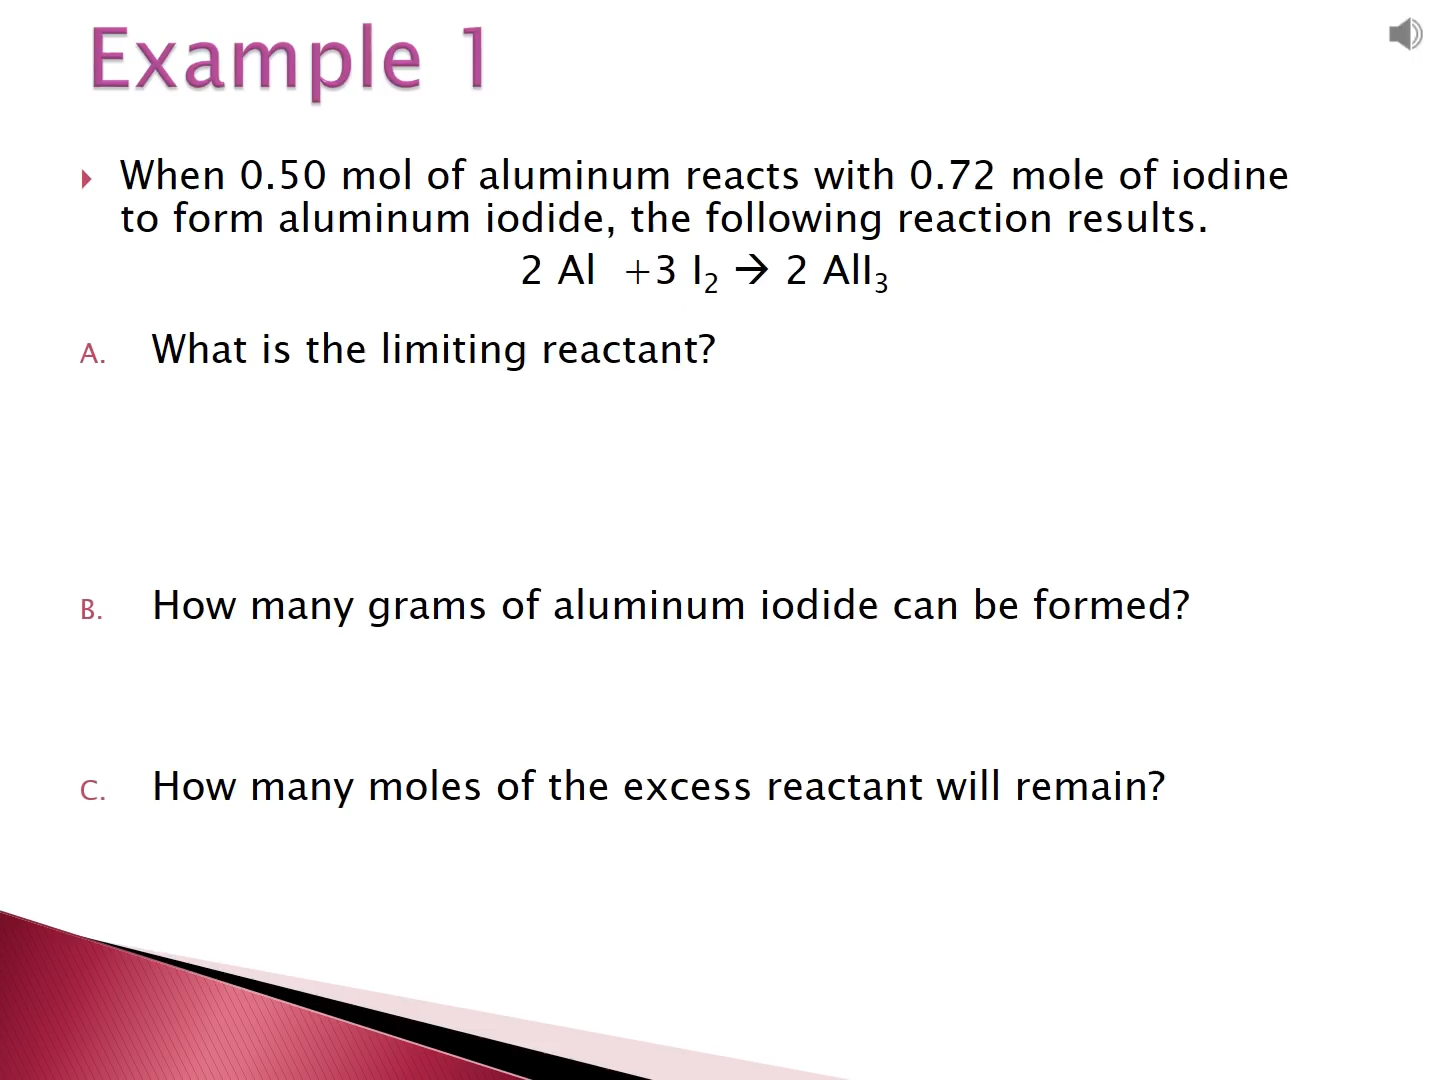 Example 1
When 0.50 mol of aluminum reacts with 0.72 mole of iodine
to form aluminum iodide, the following reaction results.
2 Al  +3 I₂ → 2 AlI₃
A. What is the limiting reactant?
B. How many grams of aluminum iodide can be formed?
C. How many moles of the excess reactant will remain?